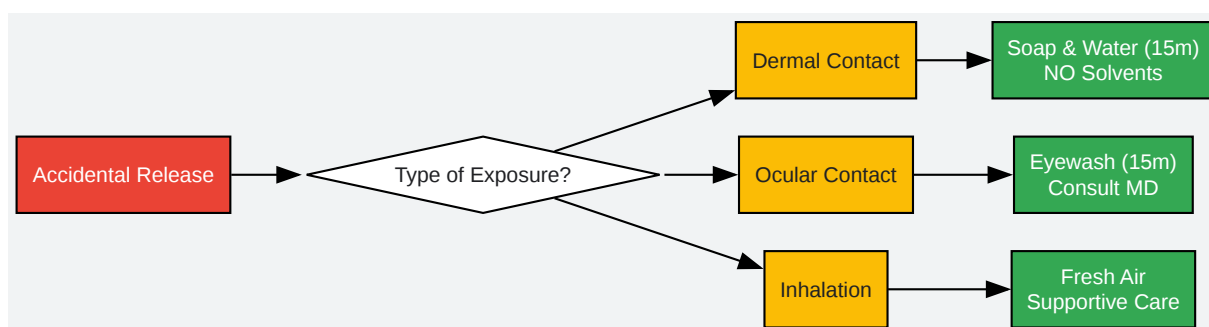 Accidental Release
Type of Exposure?
Dermal Contact
Soap & Water (15m)
NO Solvents
Ocular Contact
Eyewash (15m)
Consult MD
Inhalation
Fresh Air
Supportive Care